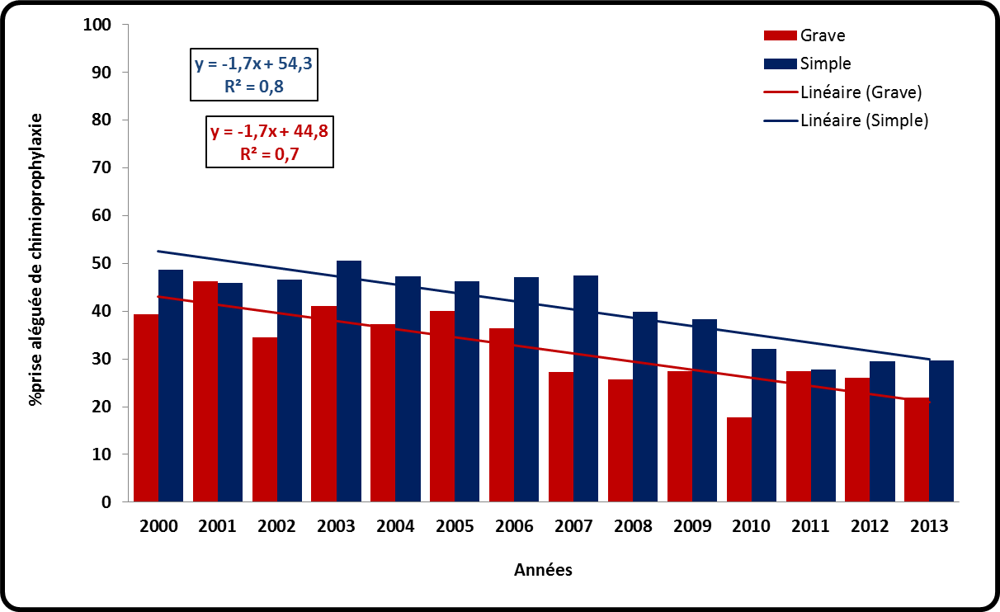 %prise aléguée de chimioprophylaxie
100
90
80
70
60
50
40
30
20
10
0
y = -1,7x + 54,3
R² = 0,8
y = -1,7x + 44,8
R² = 0,7
Grave
Simple
Linéaire (Grave)
Linéaire (Simple)
2000 2001 2002 2003 2004 2005 2006 2007 2008 2009 2010 2011 2012 2013
Années